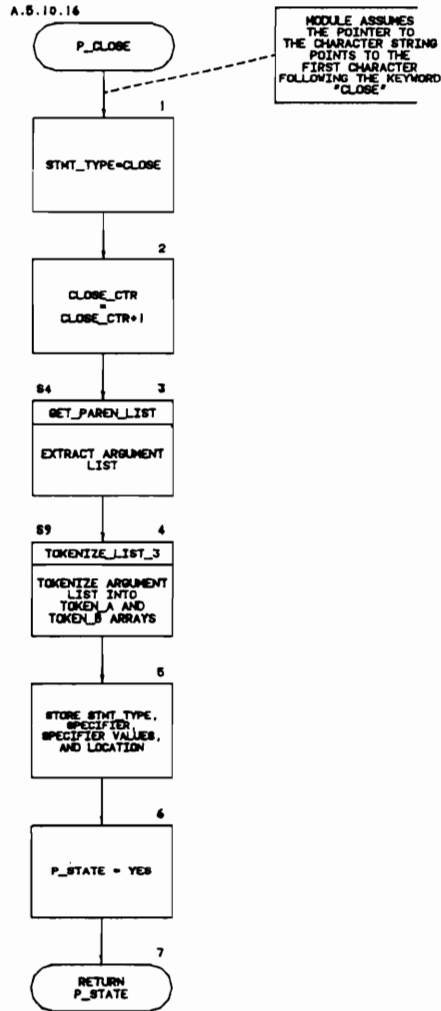 A.5.10.16
P_CLOSE
MODULE ASSUMES
THE POINTER TO
THE CHARACTER STRING
POINTS TO THE
FIRST CHARACTER
FOLLOWING THE KEYWORD
"CLOSE"
1
STMT_TYPE=CLOSE
2
CLOSE_CTR
=
CLOSE_CTR+1
S4 3
GET_PAREN_LIST
EXTRACT ARGUMENT
LIST
S9 4
TOKENIZE_LIST_3
TOKENIZE ARGUMENT
LIST INTO
TOKEN_A AND
TOKEN_B ARRAYS
5
STORE STMT_TYPE,
SPECIFIER,
SPECIFIER VALUES,
AND LOCATION
6
P_STATE = YES
7
RETURN
P_STATE